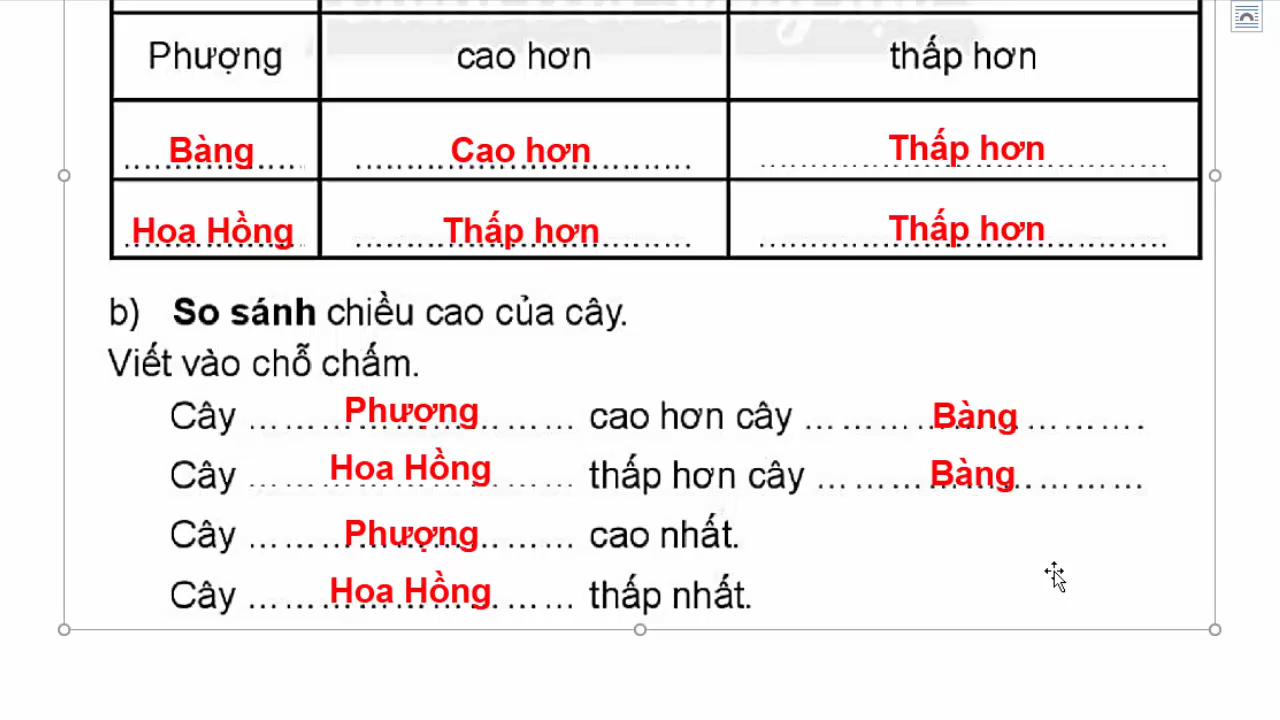 Phượng cao hơn thấp hơn
Bàng Cao hơn Thấp hơn
Hoa Hồng Thấp hơn Thấp hơn
b) So sánh chiều cao của cây.
Viết vào chỗ chấm.
Cây ... Phượng ... cao hơn cây ... Bàng ...
Cây ... Hoa Hồng ... thấp hơn cây ... Bàng ...
Cây ... Phượng ... cao nhất.
Cây ... Hoa Hồng ... thấp nhất.